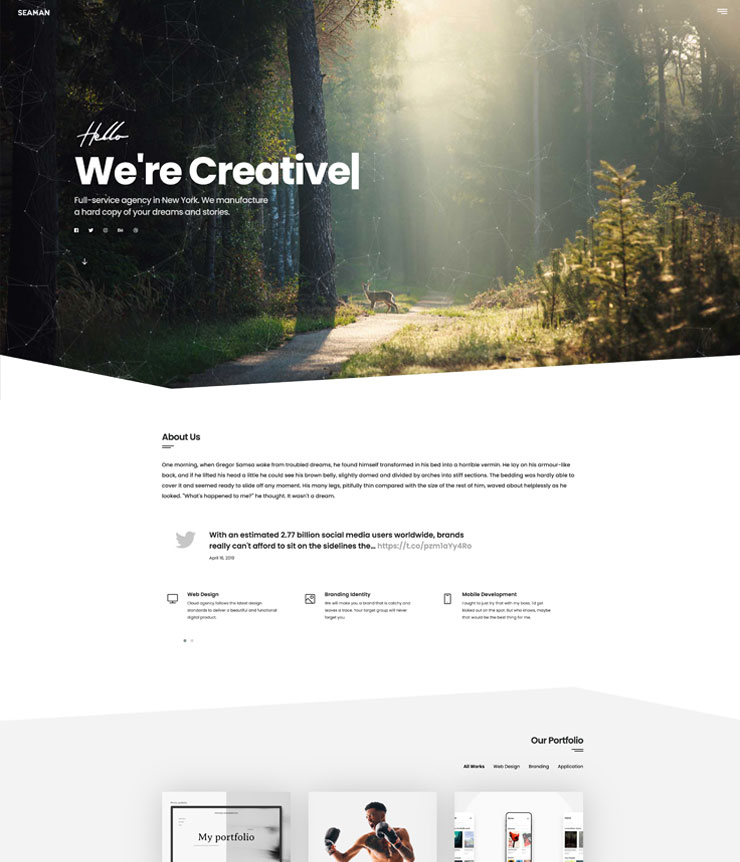 SEAMAN
Hello
We're Creative|
Full-service agency in New York. We manufacture
a hard copy of your dreams and stories.
About Us
One morning, when Gregor Samsa woke from troubled dreams, he found himself transformed in his bed into a horrible vermin. He lay on his armour-like
back, and if he lifted his head a little he could see his brown belly, slightly domed and divided by arches into stiff sections. The bedding was hardly able to
cover it and seemed ready to slide off any moment. His many legs, pitifully thin compared with the size of the rest of him, waved about helplessly as he
looked. "What's happened to me?" he thought. It wasn't a dream.
With an estimated 2.77 billion social media users worldwide, brands
really can't afford to sit on the sidelines the... https://t.co/pzm1aYy4Ro
April 16, 2019
Web Design
Cloud agency follows the latest design
standards to deliver a beautiful and functional
digital product.
Branding Identity
We will make you a brand that is catchy and
leaves a trace. Your target group will never
forget you.
Mobile Development
I ought to just try that with my boss, I'd get
kicked out on the spot. But who knows, maybe
that would be the best thing for me.
Our Portfolio
All Works Web Design Branding Application
My portfolio